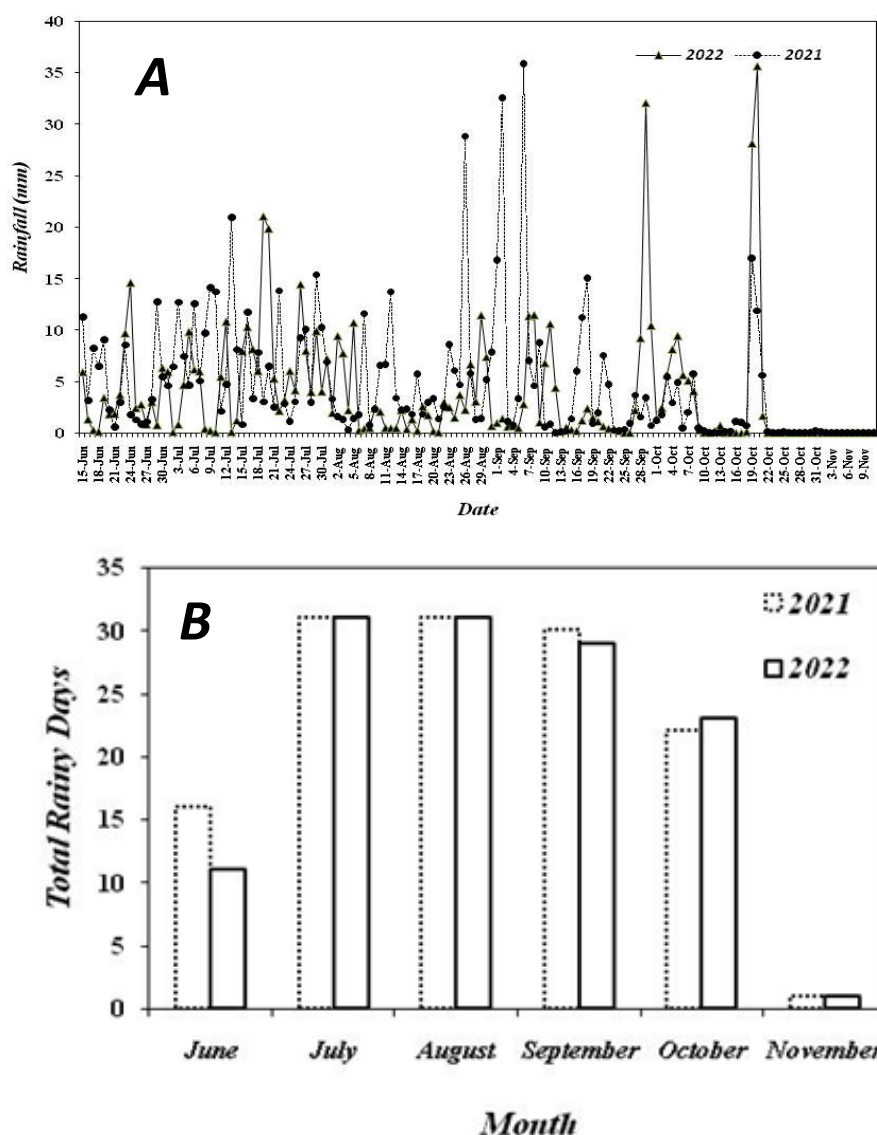 A
2022
2021
40
35
30
25
20
15
10
5
0
Rainfall (mm)
15-Jun
18-Jun
21-Jun
24-Jun
27-Jun
30-Jun
3-Jul
6-Jul
9-Jul
12-Jul
15-Jul
18-Jul
21-Jul
24-Jul
27-Jul
30-Jul
2-Aug
5-Aug
8-Aug
11-Aug
14-Aug
17-Aug
20-Aug
23-Aug
26-Aug
29-Aug
1-Sep
4-Sep
7-Sep
10-Sep
13-Sep
16-Sep
19-Sep
22-Sep
25-Sep
28-Sep
1-Oct
4-Oct
7-Oct
10-Oct
13-Oct
16-Oct
19-Oct
22-Oct
25-Oct
28-Oct
31-Oct
3-Nov
6-Nov
9-Nov
Date
B
2021
2022
35
30
25
20
15
10
5
0
Total Rainy Days
June July August September October November
Month